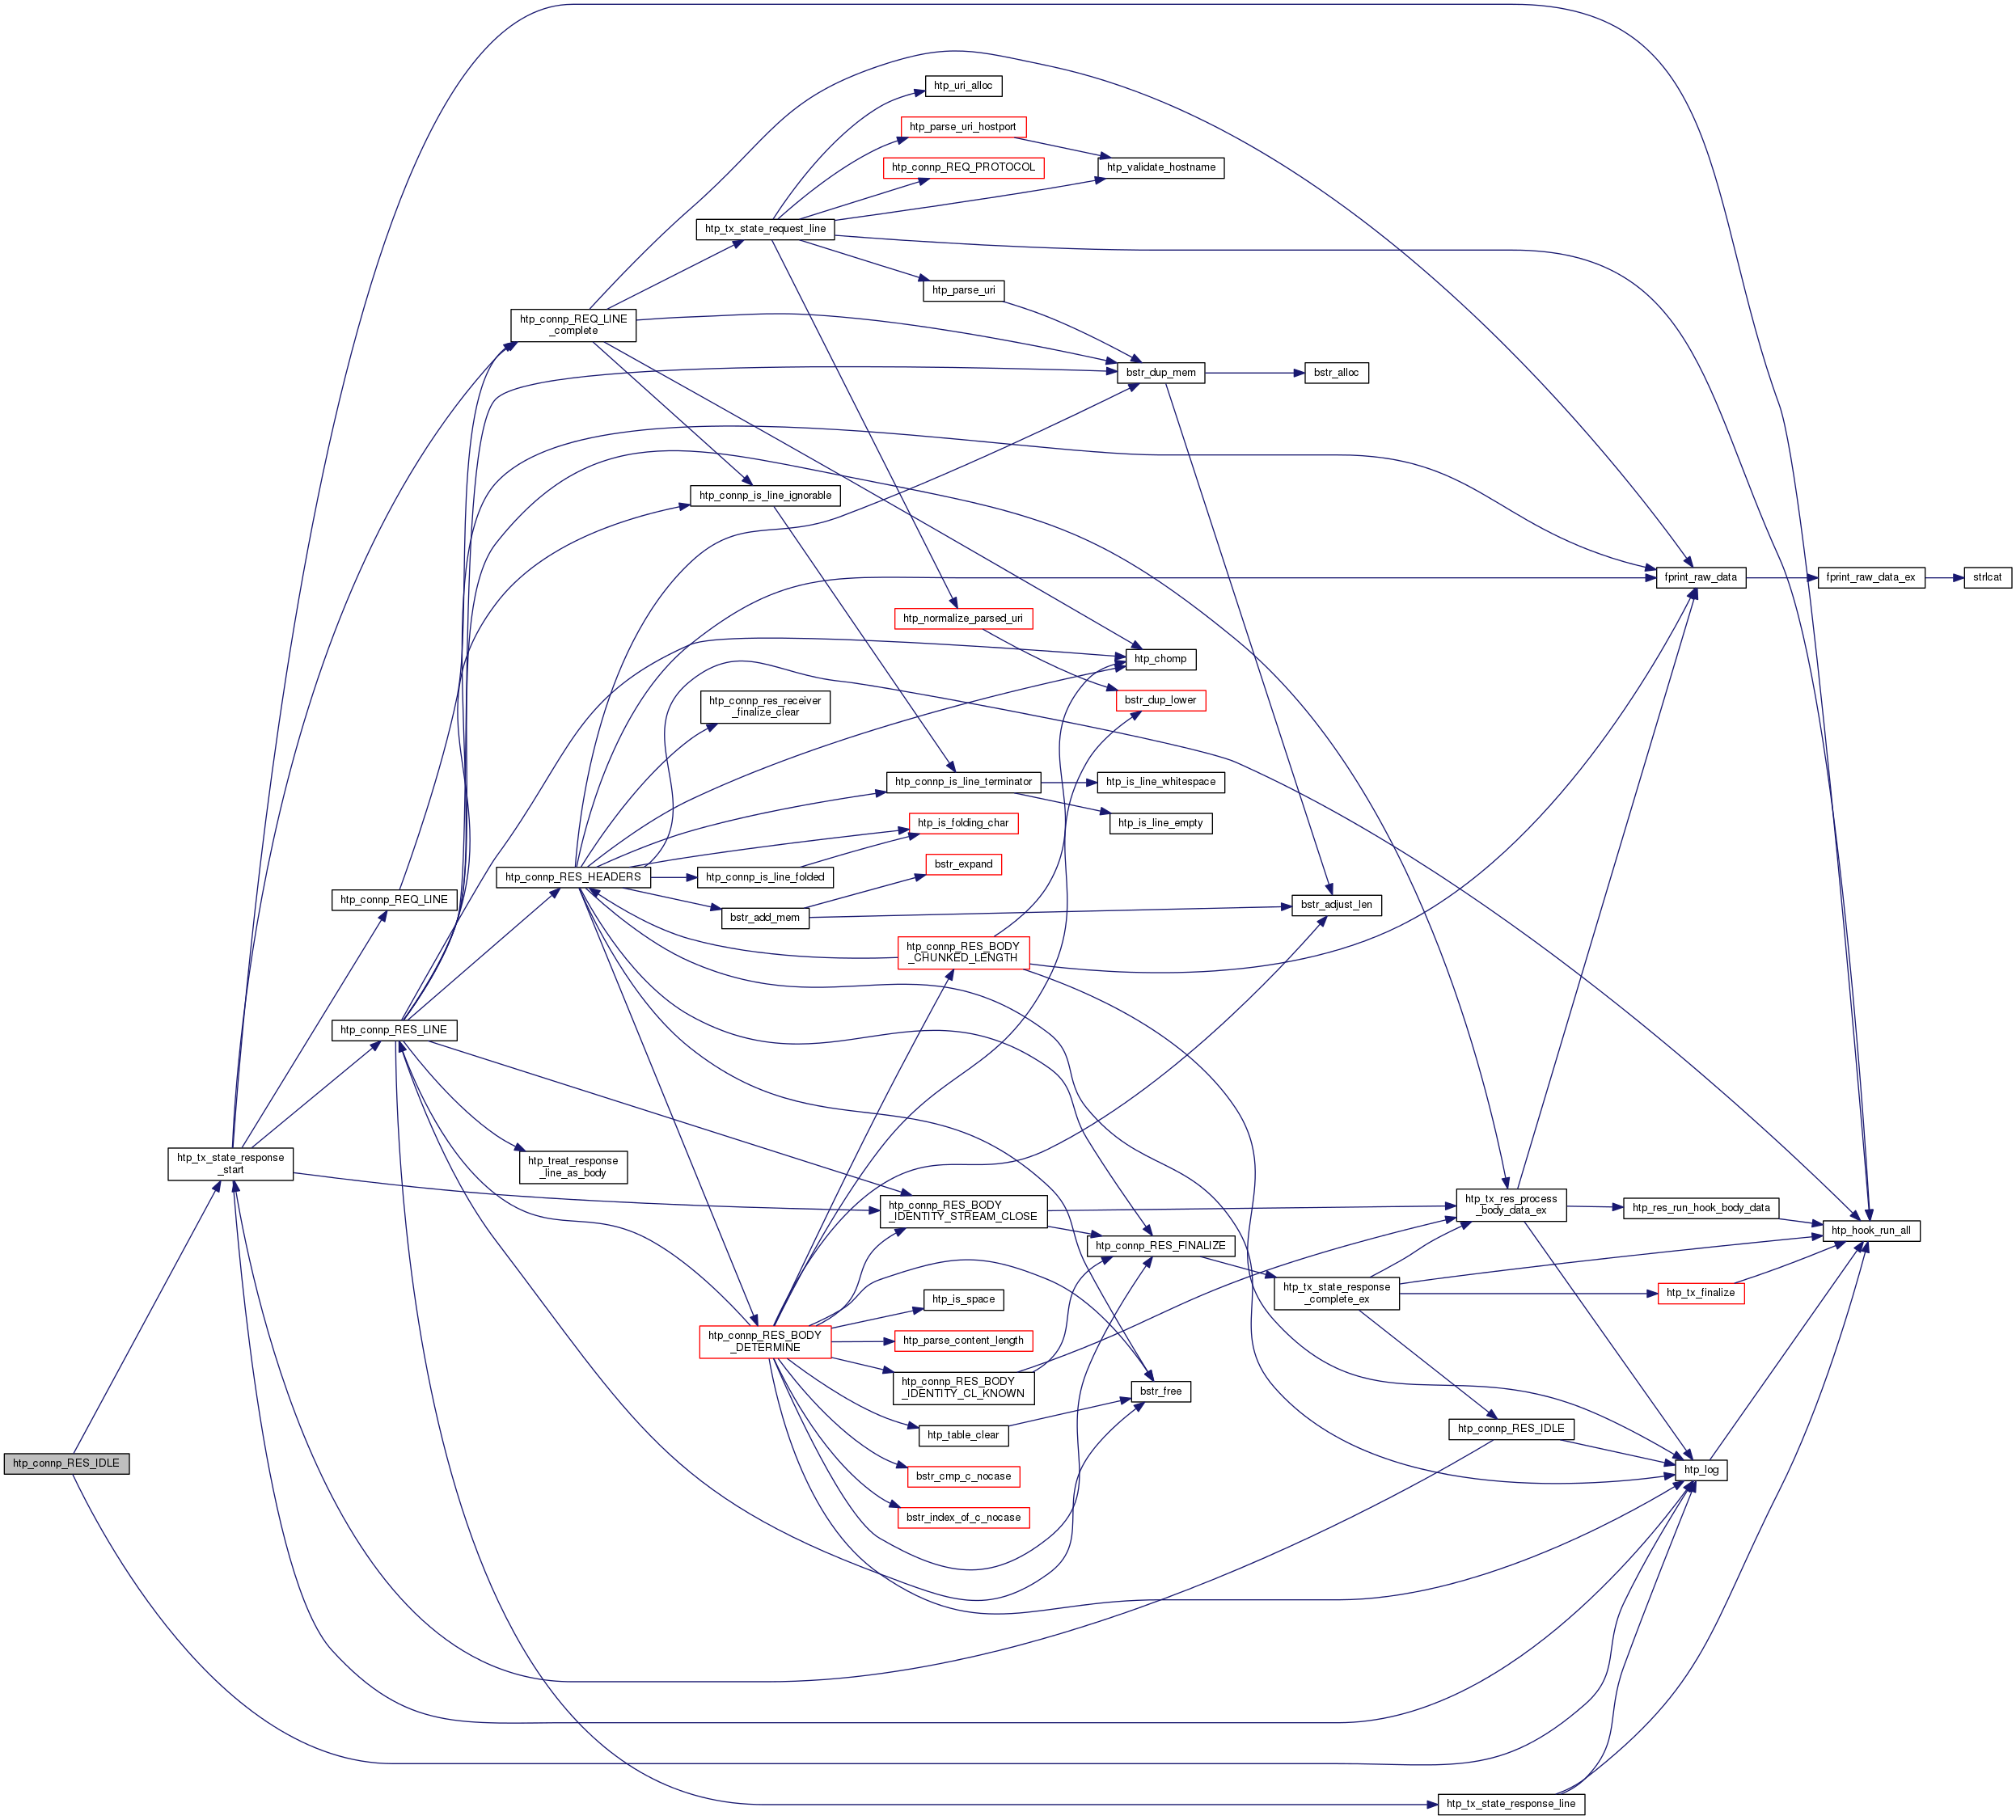 htp_uri_alloc
htp_parse_uri_hostport
htp_connp_REQ_PROTOCOL
htp_validate_hostname
htp_tx_state_request_line
htp_parse_uri
htp_connp_REQ_LINE
_complete
bstr_dup_mem
bstr_alloc
htp_connp_is_line_ignorable
fprint_raw_data
fprint_raw_data_ex
strlcat
htp_normalize_parsed_uri
htp_chomp
bstr_dup_lower
htp_connp_res_receiver
_finalize_clear
htp_connp_is_line_terminator
htp_is_line_whitespace
htp_is_line_empty
htp_is_folding_char
bstr_expand
htp_connp_RES_HEADERS
htp_connp_is_line_folded
htp_connp_REQ_LINE
bstr_add_mem
bstr_adjust_len
htp_connp_RES_BODY
_CHUNKED_LENGTH
htp_connp_RES_LINE
htp_tx_state_response
_start
htp_treat_response
_line_as_body
htp_connp_RES_BODY
_IDENTITY_STREAM_CLOSE
htp_tx_res_process
_body_data_ex
htp_res_run_hook_body_data
htp_hook_run_all
htp_connp_RES_FINALIZE
htp_tx_state_response
_complete_ex
htp_tx_finalize
htp_is_space
htp_connp_RES_BODY
_DETERMINE
htp_parse_content_length
htp_connp_RES_BODY
_IDENTITY_CL_KNOWN
bstr_free
htp_table_clear
htp_connp_RES_IDLE
htp_connp_RES_IDLE
htp_log
bstr_cmp_c_nocase
bstr_index_of_c_nocase
htp_tx_state_response_line